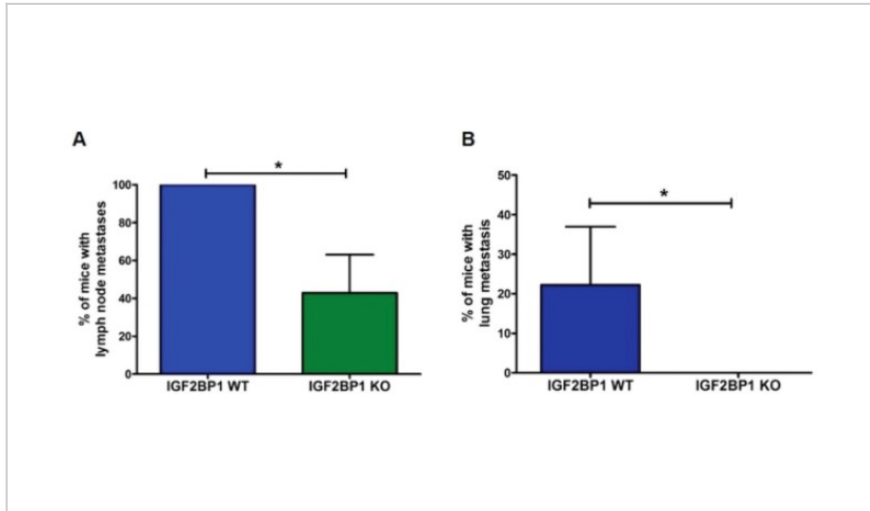 A
*
% of mice with
lymph node metastases
100
80
60
40
20
0
IGF2BP1 WT
IGF2BP1 KO
B
*
% of mice with
lung metastasis
50
40
30
20
10
0
IGF2BP1 WT
IGF2BP1 KO